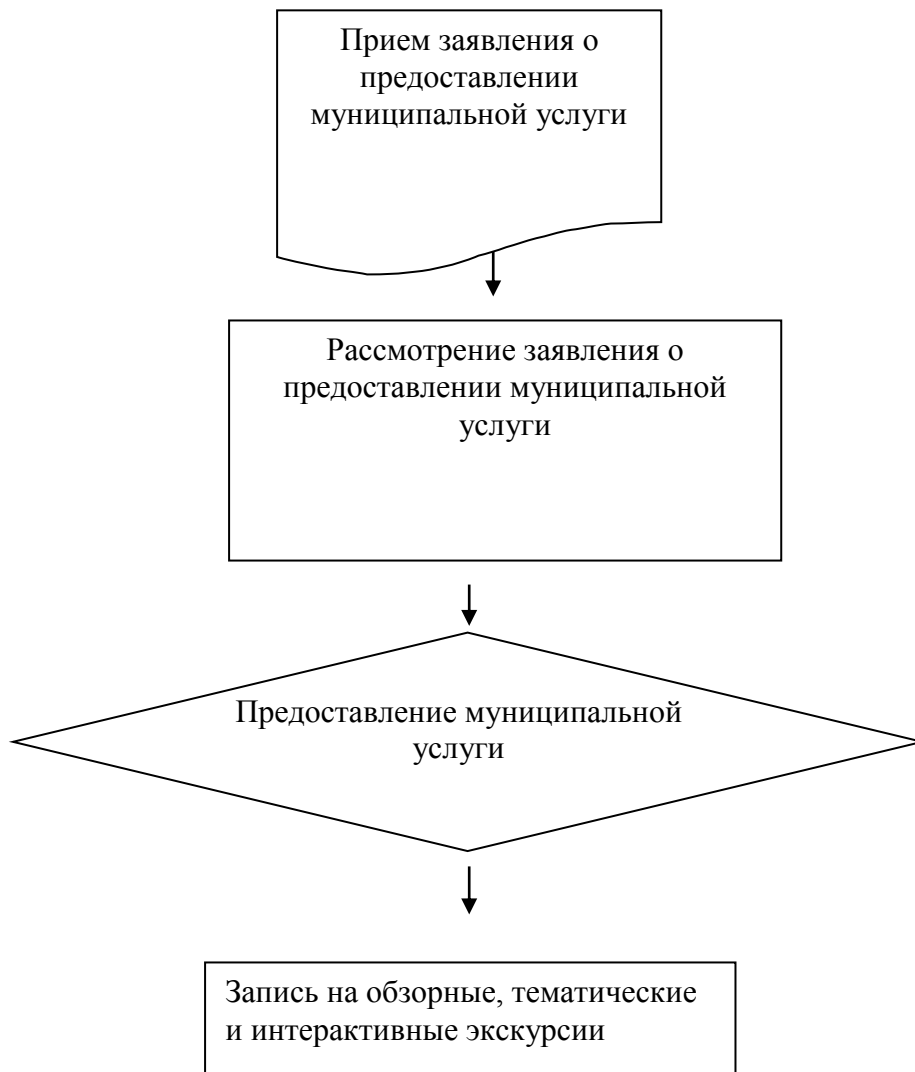 Прием заявления о
предоставлении
муниципальной услуги
Рассмотрение заявления о
предоставлении муниципальной
услуги
Предоставление муниципальной
услуги
Запись на обзорные, тематические
и интерактивные экскурсии